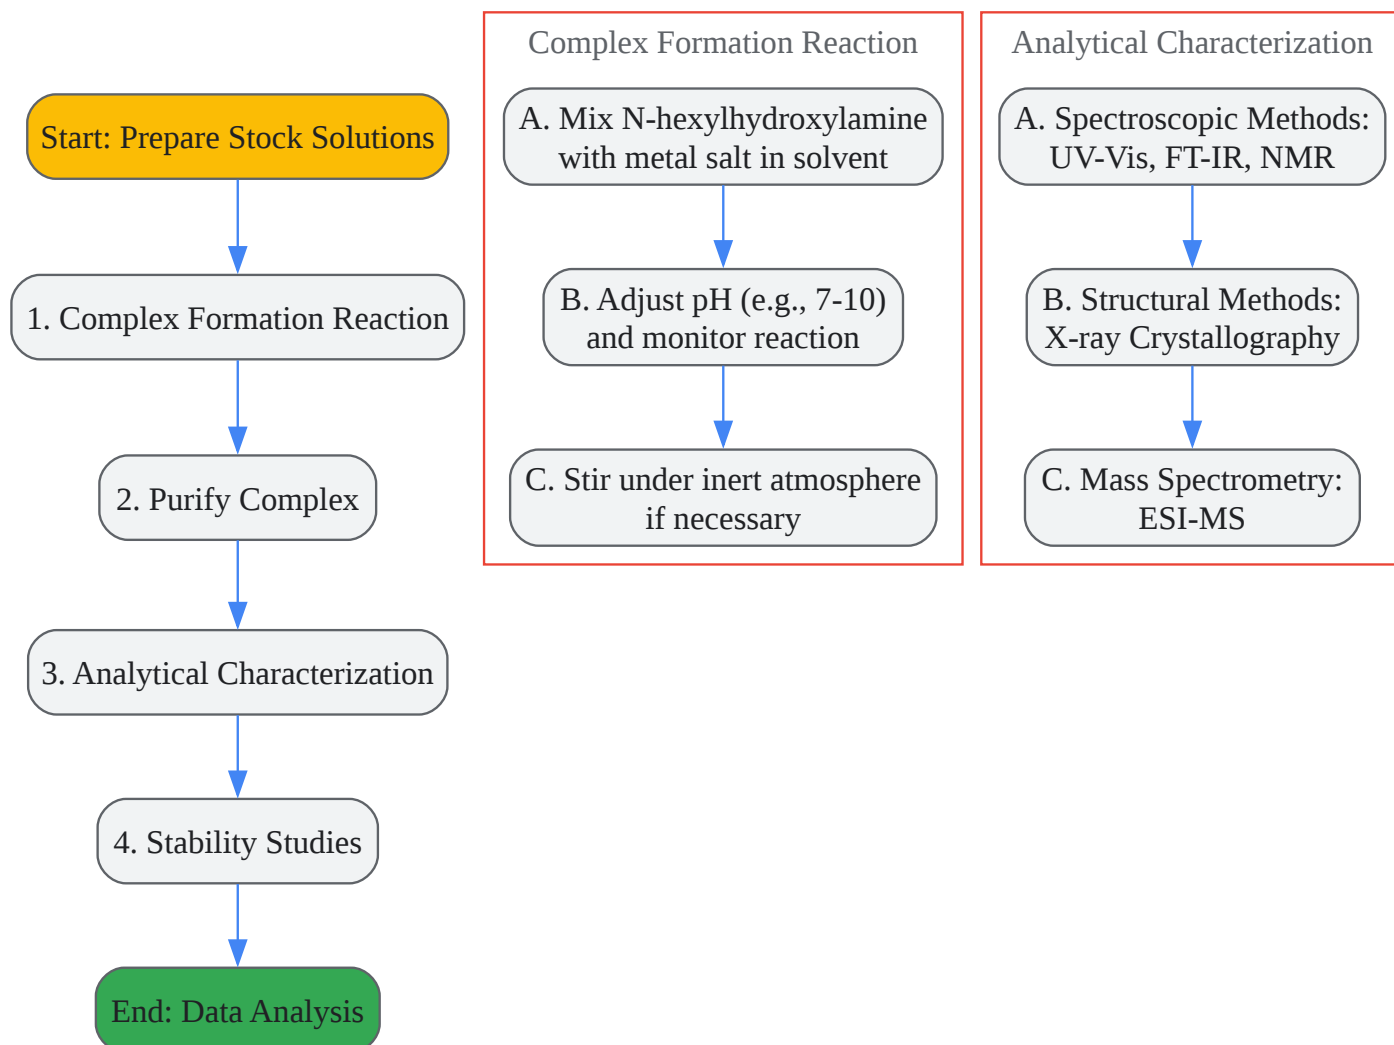 Start: Prepare Stock Solutions
1. Complex Formation Reaction
2. Purify Complex
3. Analytical Characterization
4. Stability Studies
End: Data Analysis
Complex Formation Reaction
A. Mix N-hexylhydroxylamine
with metal salt in solvent
B. Adjust pH (e.g., 7-10)
and monitor reaction
C. Stir under inert atmosphere
if necessary
Analytical Characterization
A. Spectroscopic Methods:
UV-Vis, FT-IR, NMR
B. Structural Methods:
X-ray Crystallography
C. Mass Spectrometry:
ESI-MS